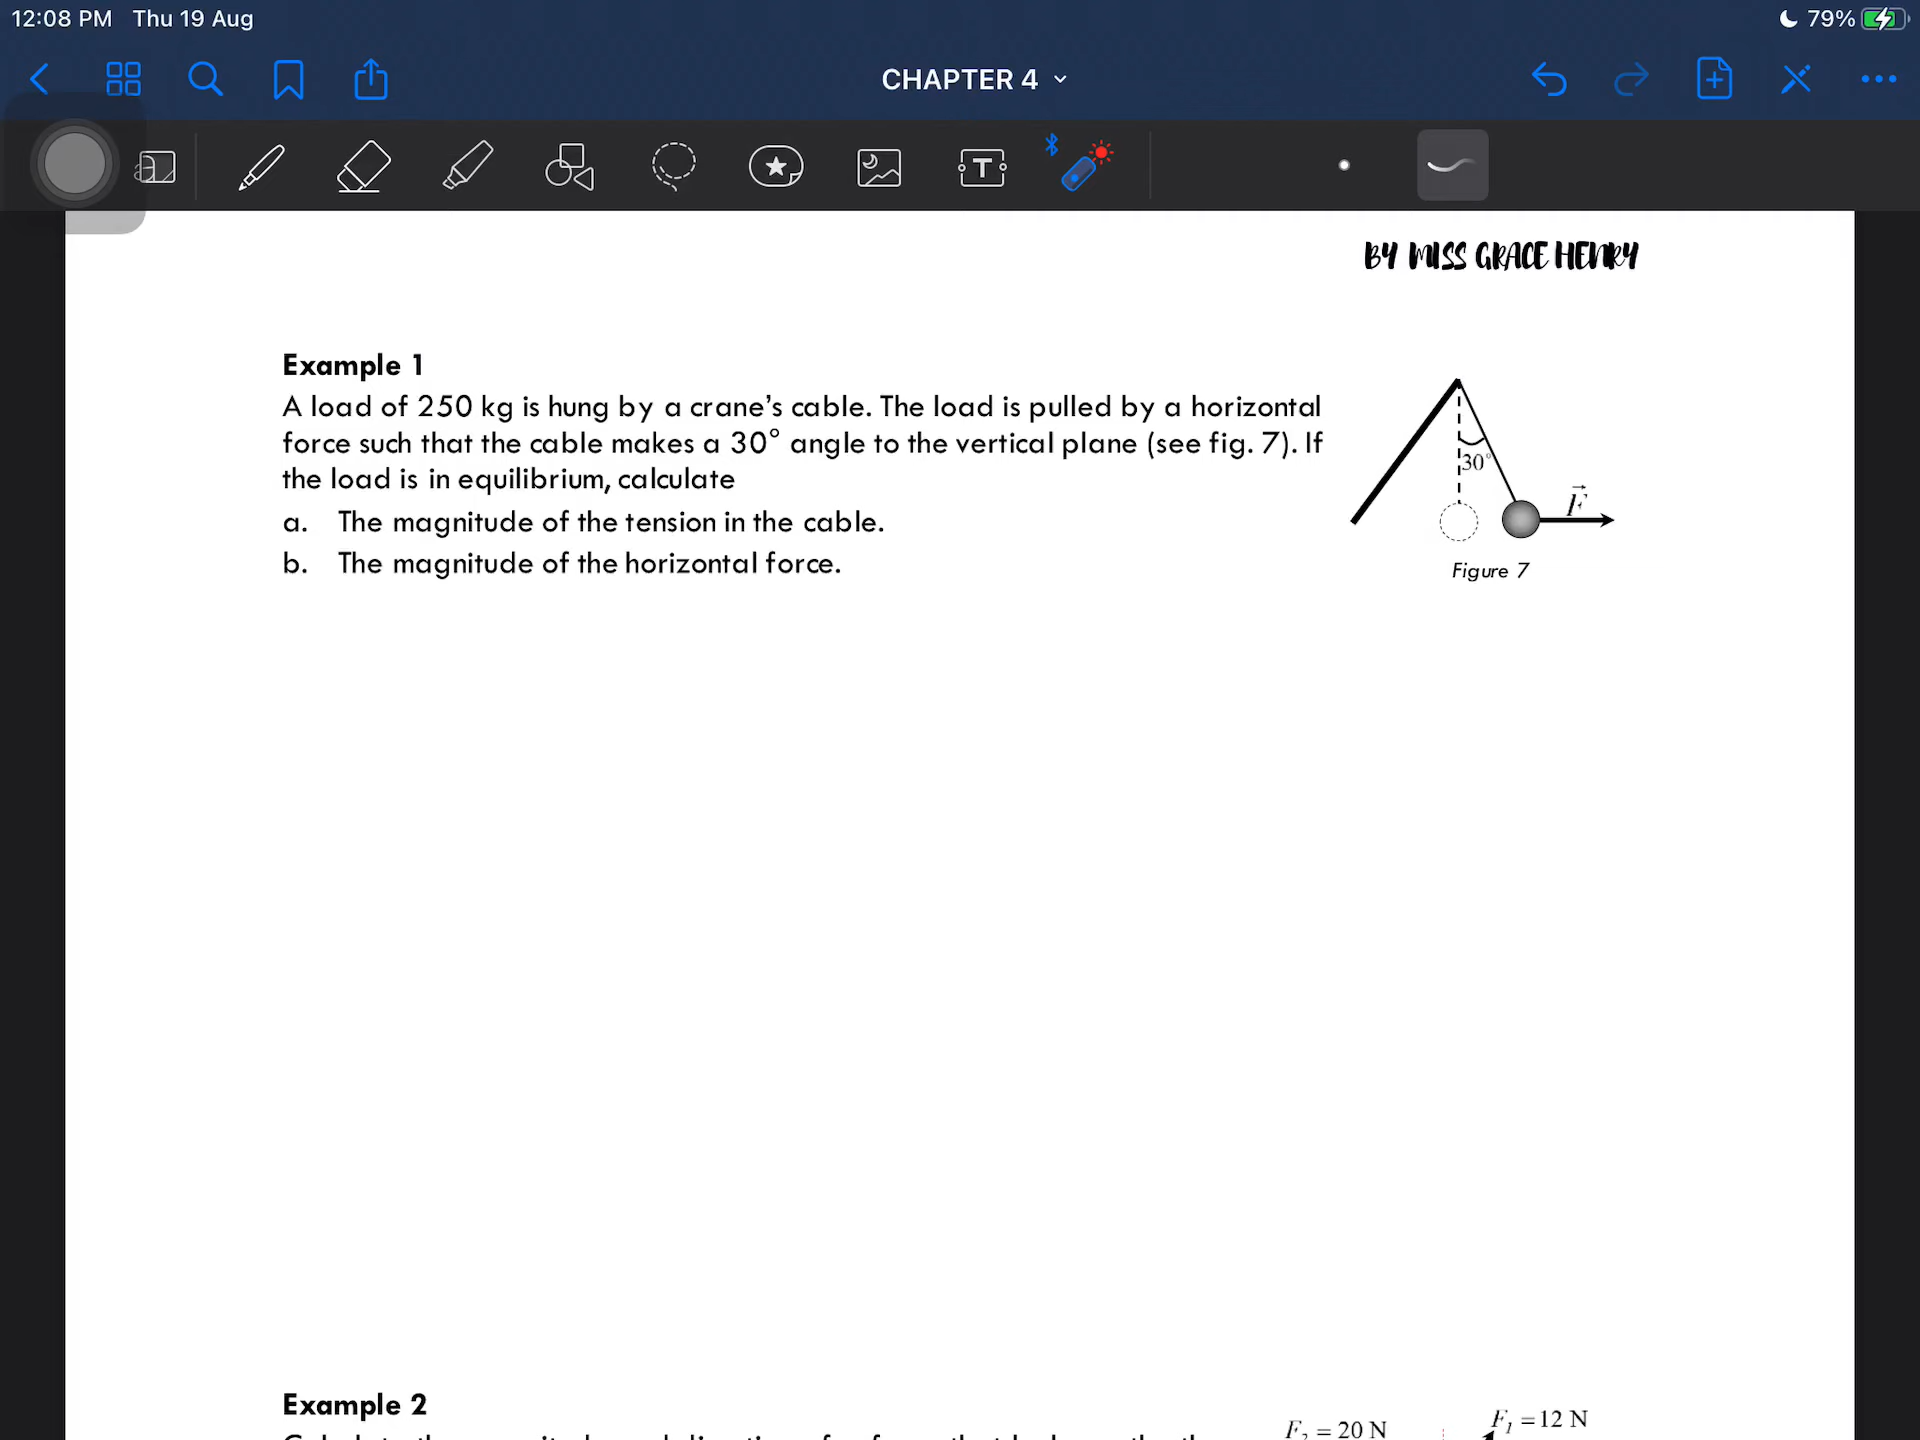 12:08 PM Thu 19 Aug
79%
CHAPTER 4
T
BY MISS GRACE HENRY
Example 1
A load of 250 kg is hung by a crane's cable. The load is pulled by a horizontal
force such that the cable makes a 30° angle to the vertical plane (see fig. 7). If
the load is in equilibrium, calculate
a. The magnitude of the tension in the cable.
b. The magnitude of the horizontal force.
30°
F⃗
Figure 7
Example 2
F₂ = 20 N
F₁ = 12 N